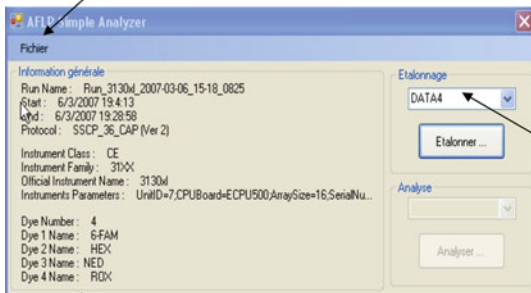 AFLP Simple Analyzer
Fichier
Information générale
Run Name : Run_3130xl_2007-03-06_15-18_0825
Start : 6/3/2007 19:4:13
End : 6/3/2007 19:28:58
Protocol : SSCP_36_CAP (Ver 2)
Instrument Class : CE
Instrument Family : 31XX
Official Instrument Name : 3130xl
Instruments Parameters : UnitID=7;CPUBoard=ECPU500;ArraySize=16;SerialNu...
Dye Number : 4
Dye 1 Name : 6-FAM
Dye 2 Name : HEX
Dye 3 Name : NED
Dye 4 Name : ROX
Etalonnage
DATA4
Etalonner ...
Analyse
Analyser ...